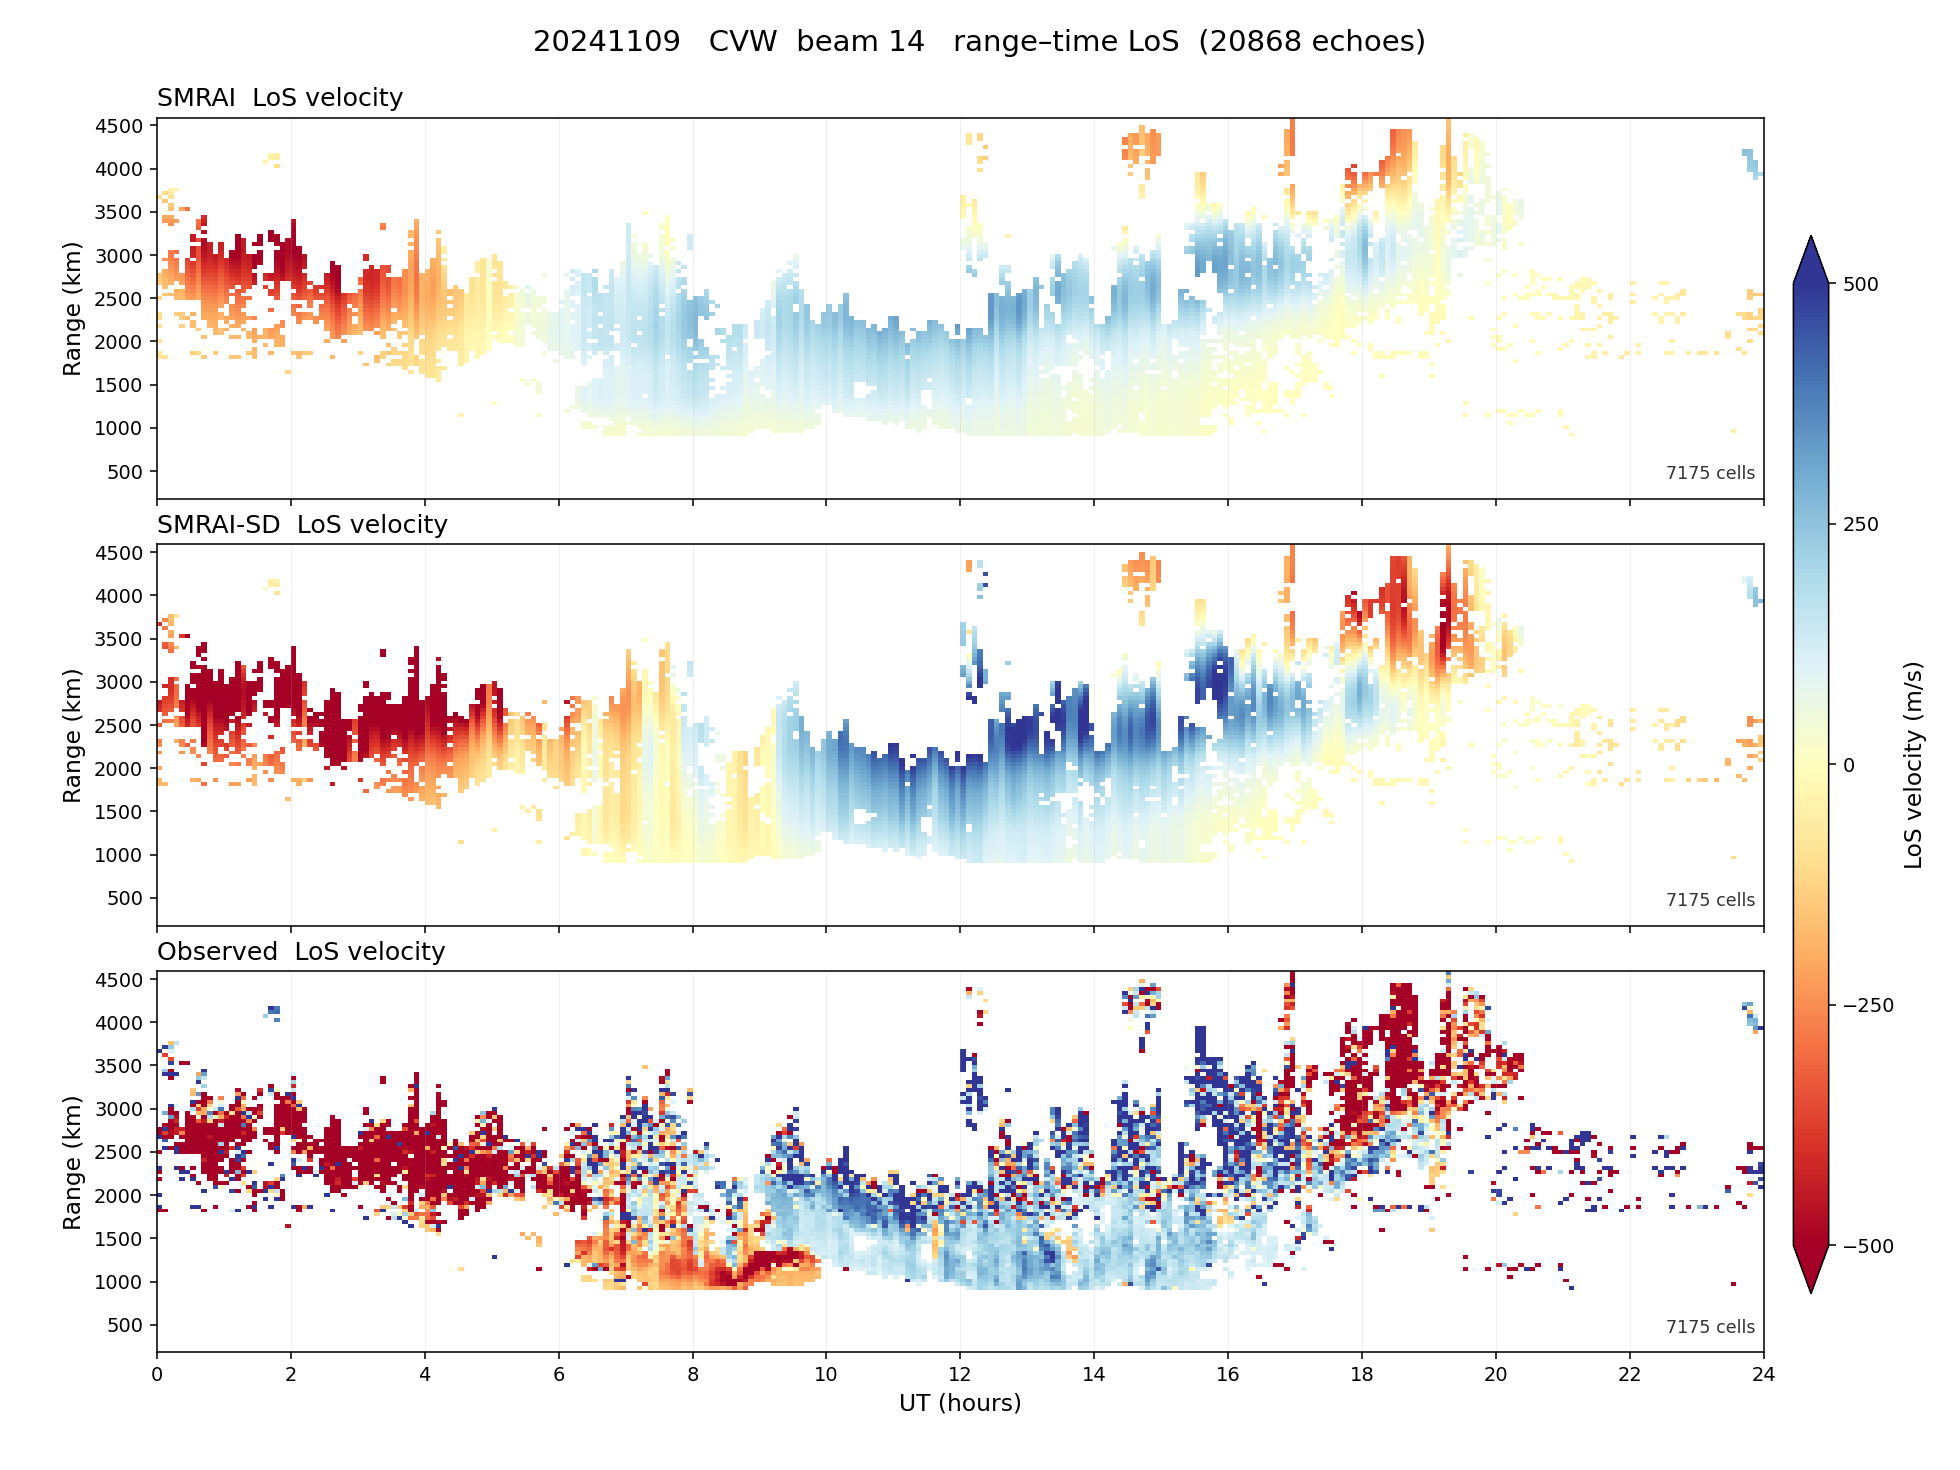 20241109   CVW  beam 14   range–time LoS  (20868 echoes)
SMRAI  LoS velocity
4500
4000
3500
3000
2500
2000
1500
1000
500
Range (km)
7175 cells
SMRAI-SD  LoS velocity
4500
4000
3500
3000
2500
2000
1500
1000
500
Range (km)
7175 cells
Observed  LoS velocity
4500
4000
3500
3000
2500
2000
1500
1000
500
Range (km)
7175 cells
0 2 4 6 8 10 12 14 16 18 20 22 24
UT (hours)
500
250
0
−250
−500
LoS velocity (m/s)